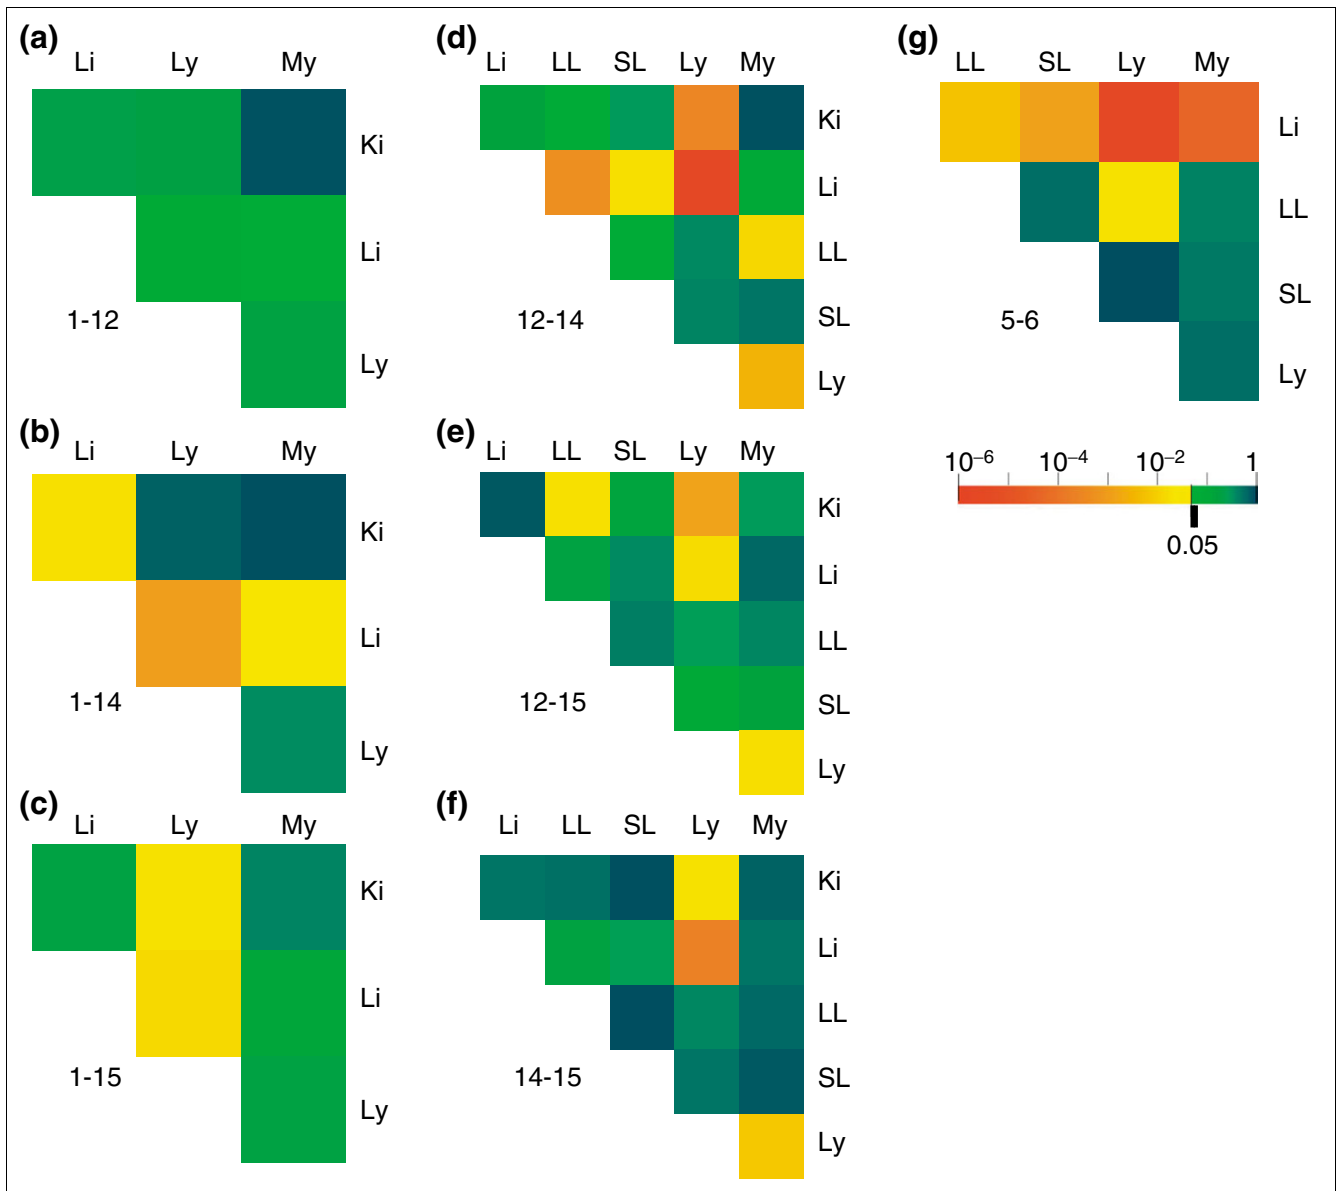 (a)
Li Ly My
Ki
Li
Ly
1-12
(b)
Li Ly My
Ki
Li
Ly
1-14
(c)
Li Ly My
Ki
Li
Ly
1-15
(d)
Li LL SL Ly My
Ki
Li
LL
SL
Ly
12-14
(e)
Li LL SL Ly My
Ki
Li
LL
SL
Ly
12-15
(f)
Li LL SL Ly My
Ki
Li
LL
SL
Ly
14-15
(g)
LL SL Ly My
Li
LL
SL
Ly
5-6
10⁻⁶ 10⁻⁴ 10⁻² 1
0.05